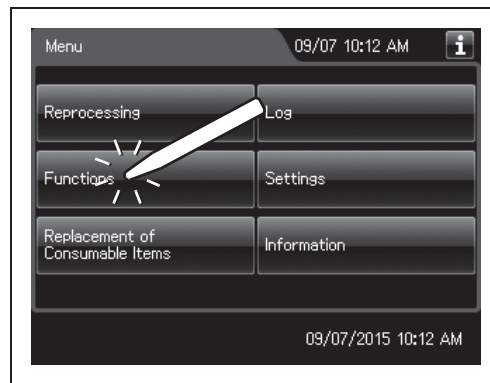 Menu
09/07 10:12 AM
i
Reprocessing
Log
Functions
Settings
Replacement of
Consumable Items
Information
09/07/2015 10:12 AM